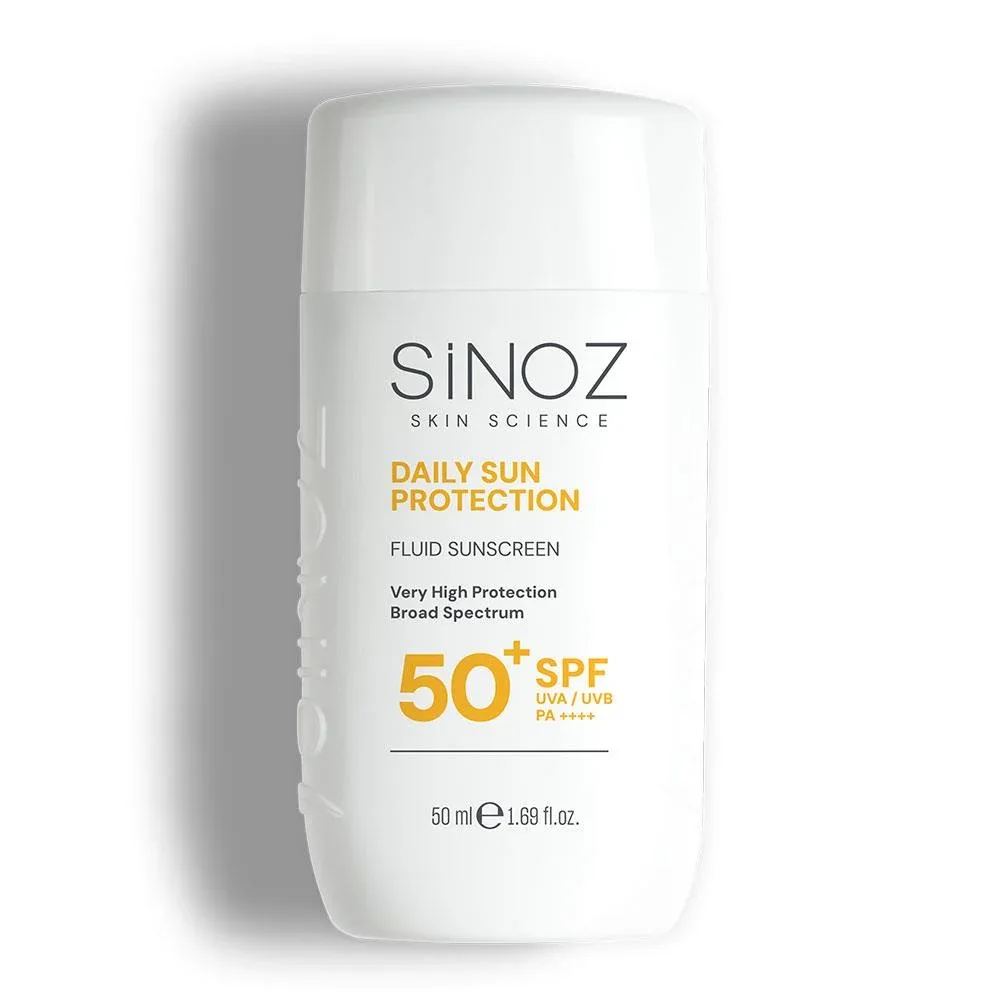 SiNOZ
SKIN SCIENCE
DAILY SUN
PROTECTION
FLUID SUNSCREEN
Very High Protection
Broad Spectrum
50+ SPF
UVA / UVB
PA ++++
50 ml ℮ 1.69 fl.oz.